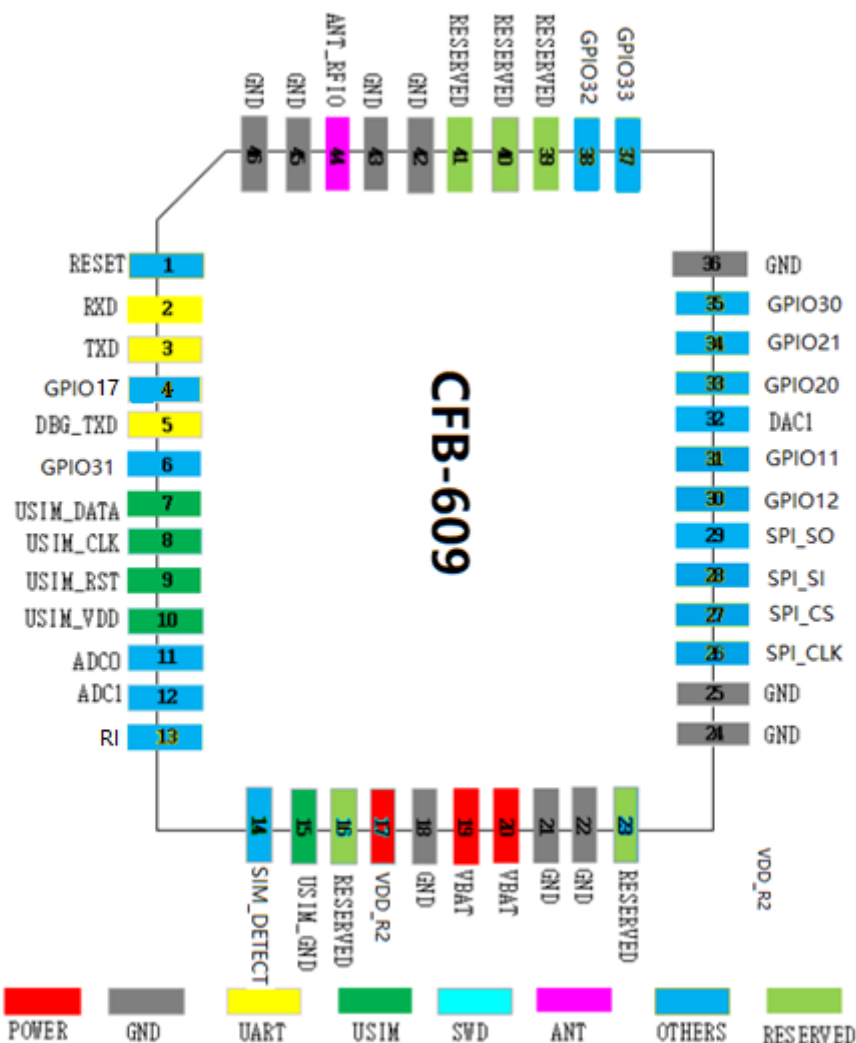 GND
GND
ANT_RFIO
GND
GND
RESERVED
RESERVED
RESERVED
GPIO32
GPIO33
46
45
44
43
42
41
40
39
38
37
RESET 1
RXD 2
TXD 3
GPIO17 4
DBG_TXD 5
GPIO31 6
USIM_DATA 7
USIM_CLK 8
USIM_RST 9
USIM_VDD 10
ADC0 11
ADC1 12
RI 13
CFB-609
36 GND
35 GPIO30
34 GPIO21
33 GPIO20
32 DAC1
31 GPIO11
30 GPIO12
29 SPI_SO
28 SPI_SI
27 SPI_CS
26 SPI_CLK
25 GND
24 GND
14
15
16
17
18
19
20
21
22
23
SIM_DETECT
USIM_GND
RESERVED
VDD_R2
GND
VBAT
VBAT
GND
GND
RESERVED
VDD_R2
POWER
GND
UART
USIM
SWD
ANT
OTHERS
RESERVED